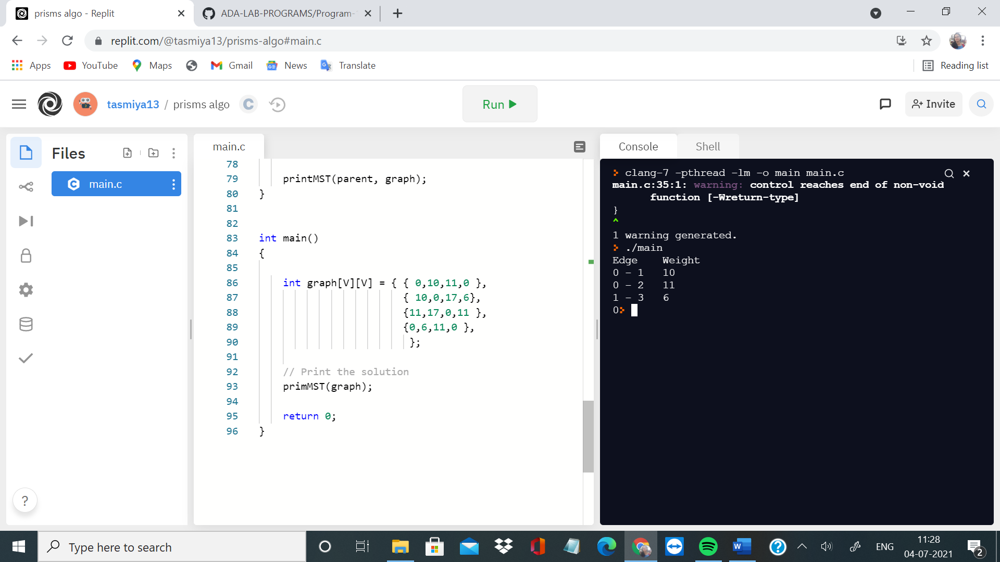 prisms algo - Replit
ADA-LAB-PROGRAMS/Program-
replit.com/@tasmiya13/prisms-algo#main.c
Apps
YouTube
Maps
Gmail
News
Translate
Reading list
tasmiya13 / prisms algo
C
Run
Invite
Files
main.c
main.c
78
79 printMST(parent, graph);
80 }
81
82
83 int main()
84 {
85
86 int graph[V][V] = { { 0,10,11,0 },
87 { 10,0,17,6},
88 {11,17,0,11 },
89 {0,6,11,0 },
90 };
91
92 // Print the solution
93 primMST(graph);
94
95 return 0;
96 }
Console
Shell
> clang-7 -pthread -lm -o main main.c
main.c:35:1: warning: control reaches end of non-void
function [-Wreturn-type]
}
^
1 warning generated.
> ./main
Edge Weight
0 - 1 10
0 - 2 11
1 - 3 6
0>
?
Type here to search
W
?
ENG
11:28
04-07-2021
2